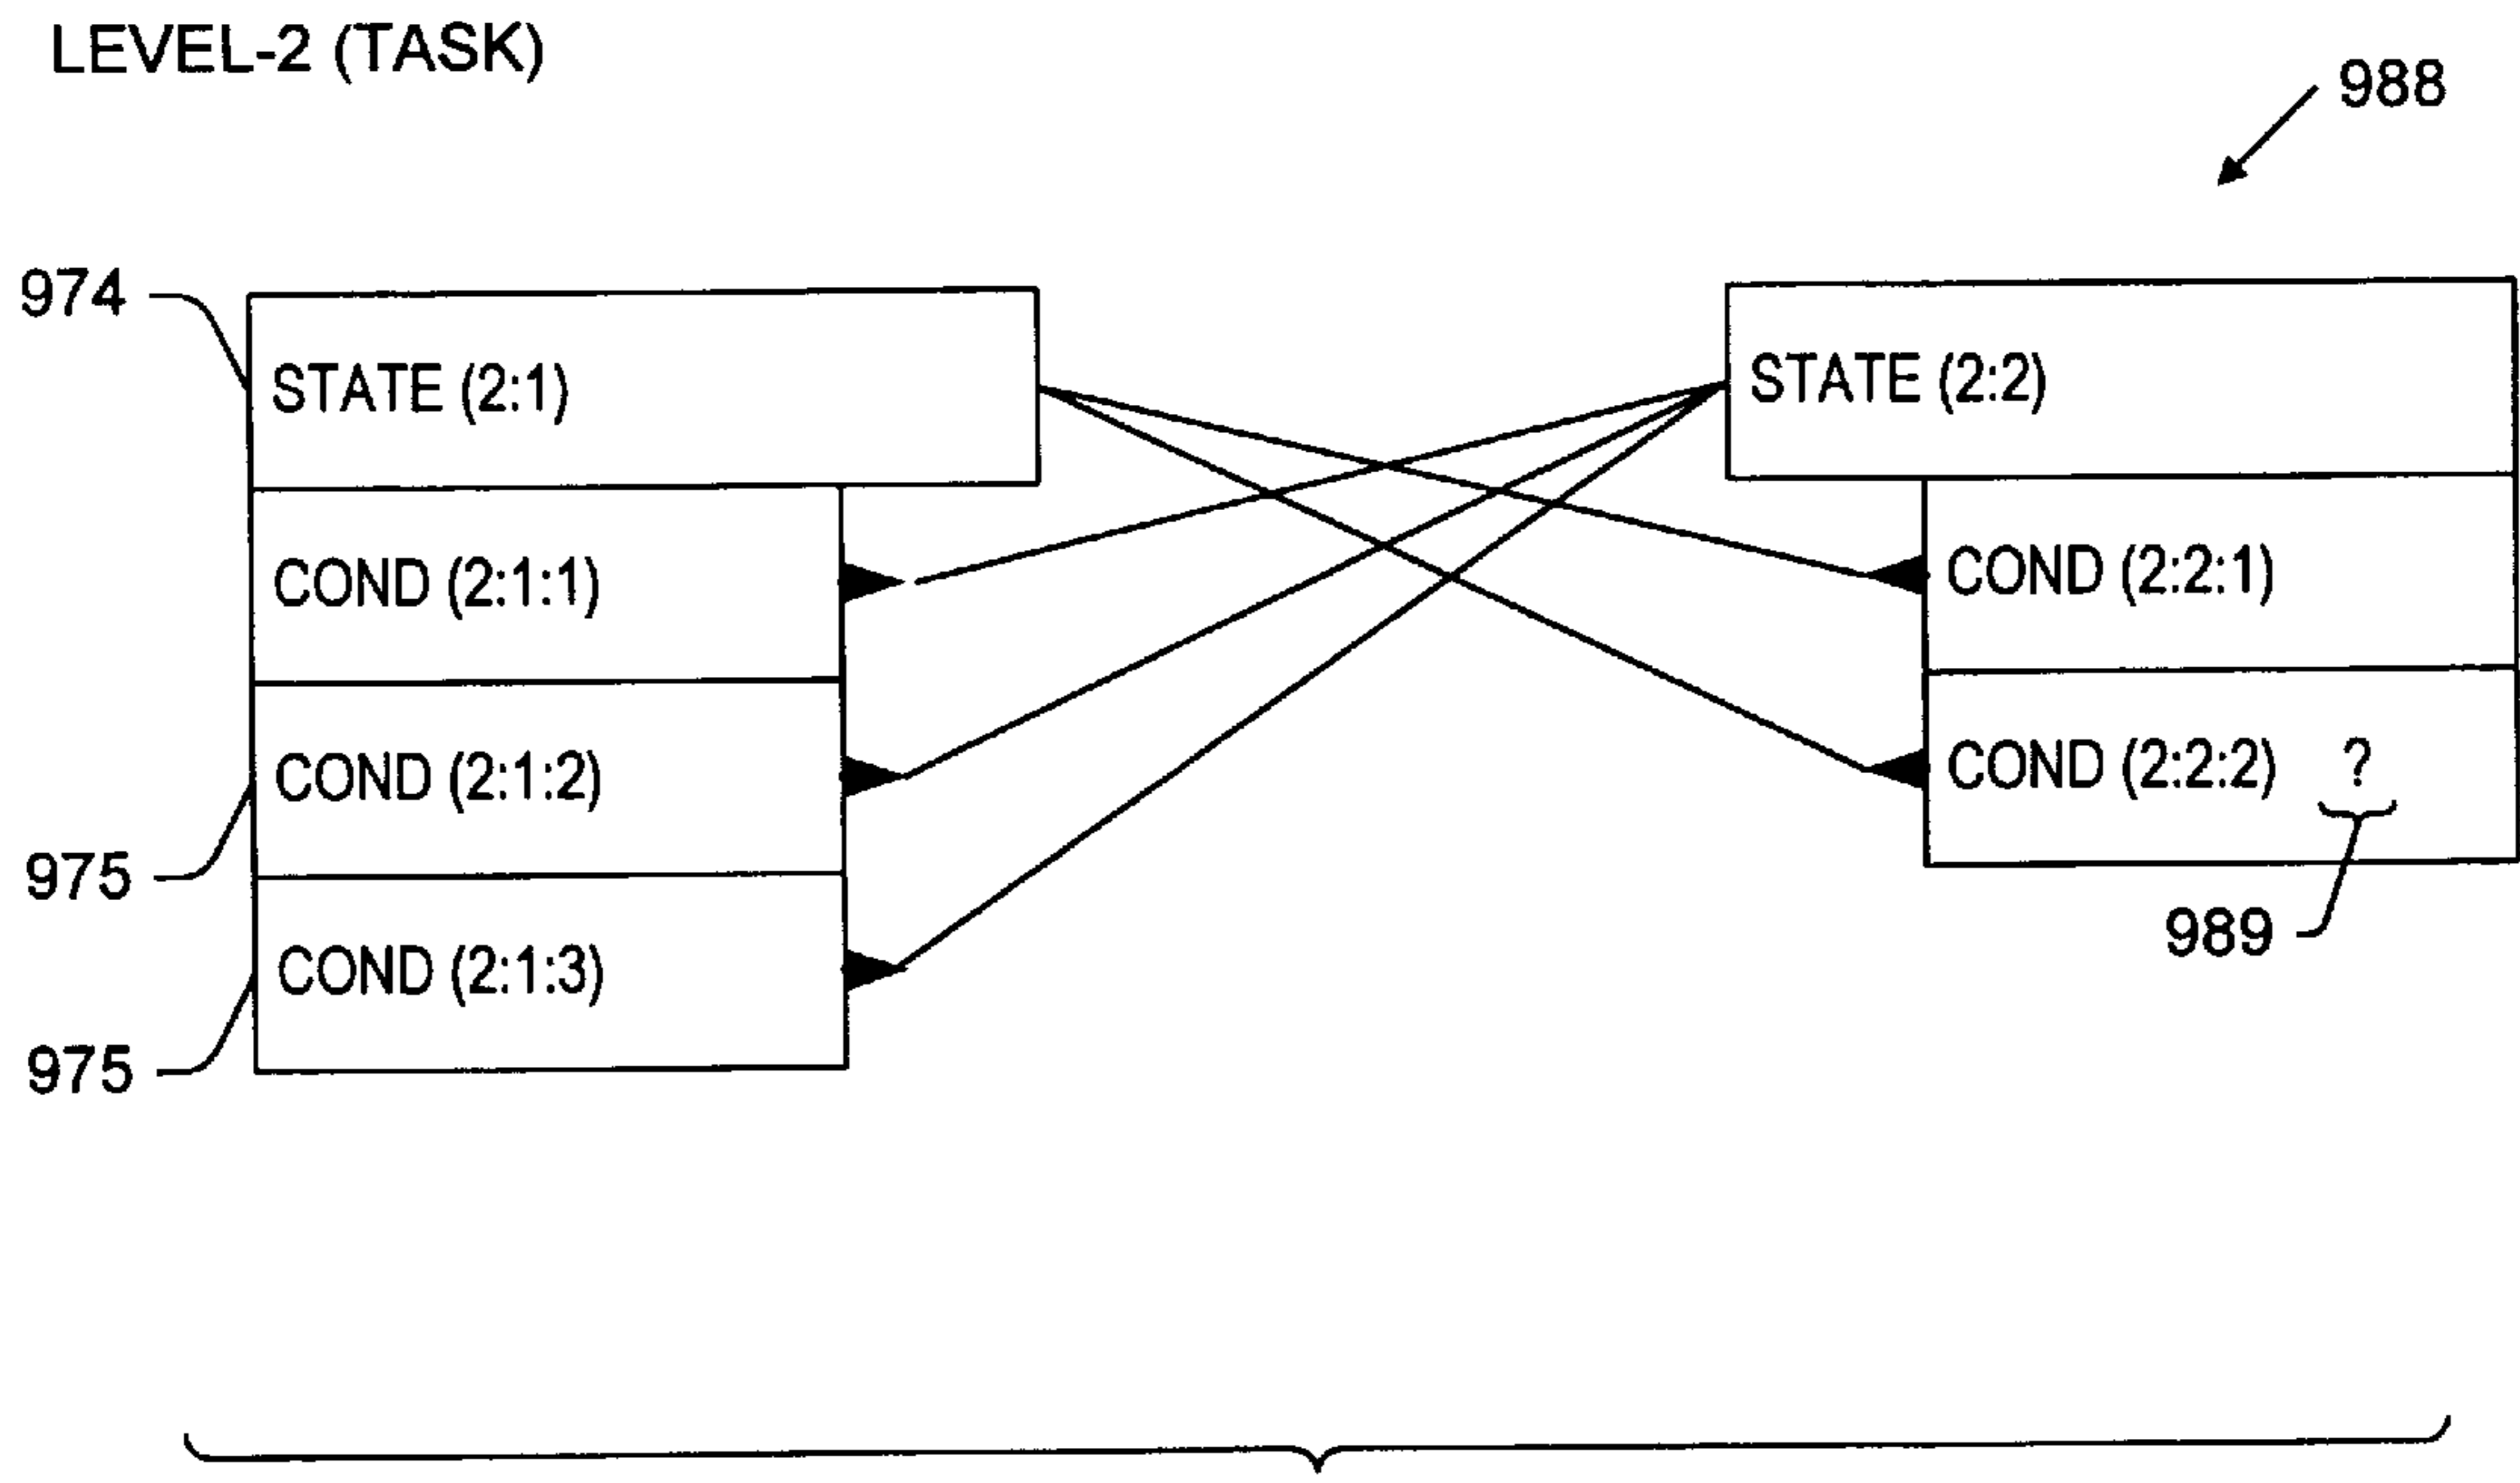 LEVEL-2 (TASK)
988
974
STATE (2:1)
STATE (2:2)
COND (2:1:1)
COND (2:2:1)
COND (2:1:2)
COND (2:2:2) ?
975
989
COND (2:1:3)
975